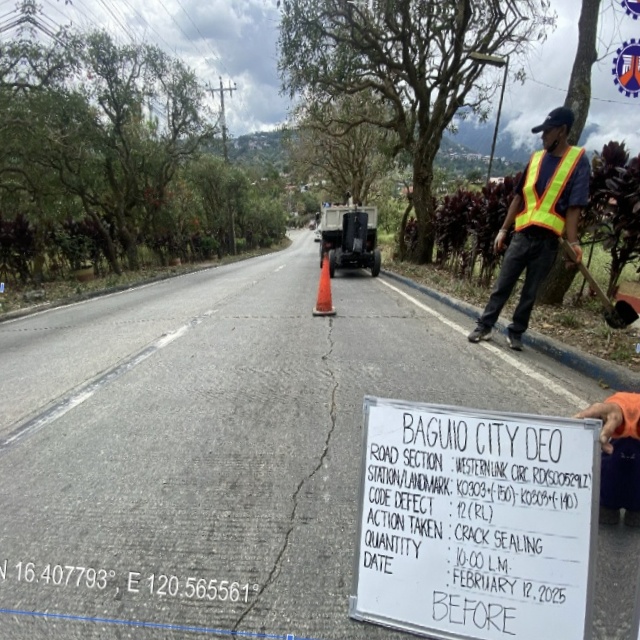 BAGUIO CITY DEO
ROAD SECTION : WESTERN LINK CIRC. RD(S00529LZ)
STATION/LANDMARK: K0303+(-150)-K0303+(-140)
CODE DEFECT : 12 (RL)
ACTION TAKEN : CRACK SEALING
QUANTITY : 10.00 L.M.
DATE : FEBRUARY 12, 2025
BEFORE
N 16.407793°, E 120.565561°